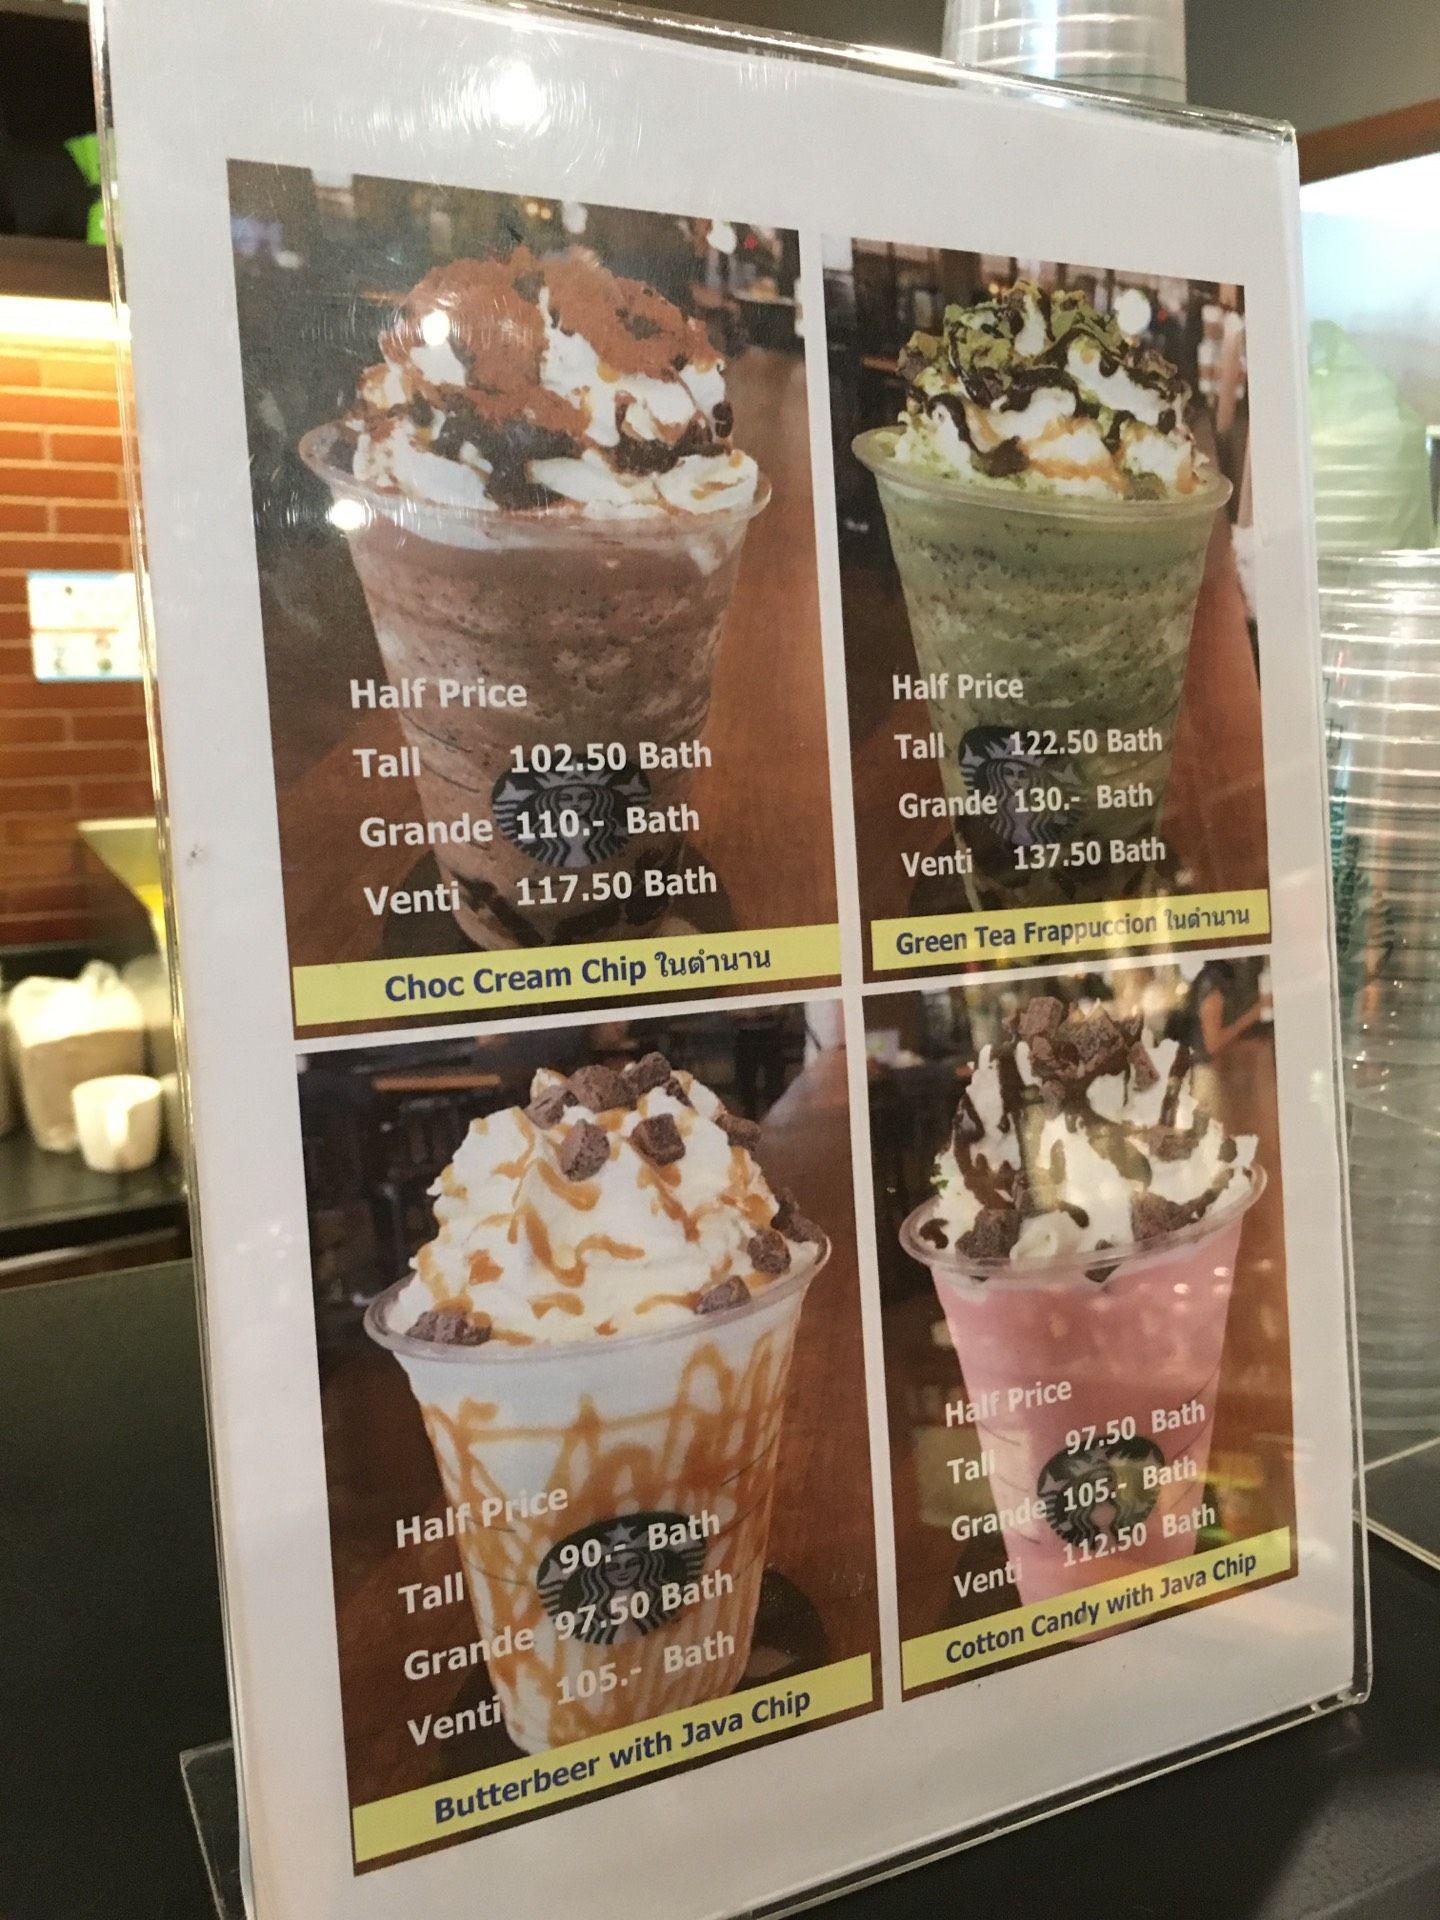 Half Price
Tall 102.50 Bath
Grande 110.- Bath
Venti 117.50 Bath
Choc Cream Chip ในตำนาน
Half Price
Tall 122.50 Bath
Grande 130.- Bath
Venti 137.50 Bath
Green Tea Frappuccion ในตำนาน
Half Price
Tall 90.- Bath
Grande 97.50 Bath
Venti 105.- Bath
Butterbeer with Java Chip
Half Price
Tall 97.50 Bath
Grande 105.- Bath
Venti 112.50 Bath
Cotton Candy with Java Chip